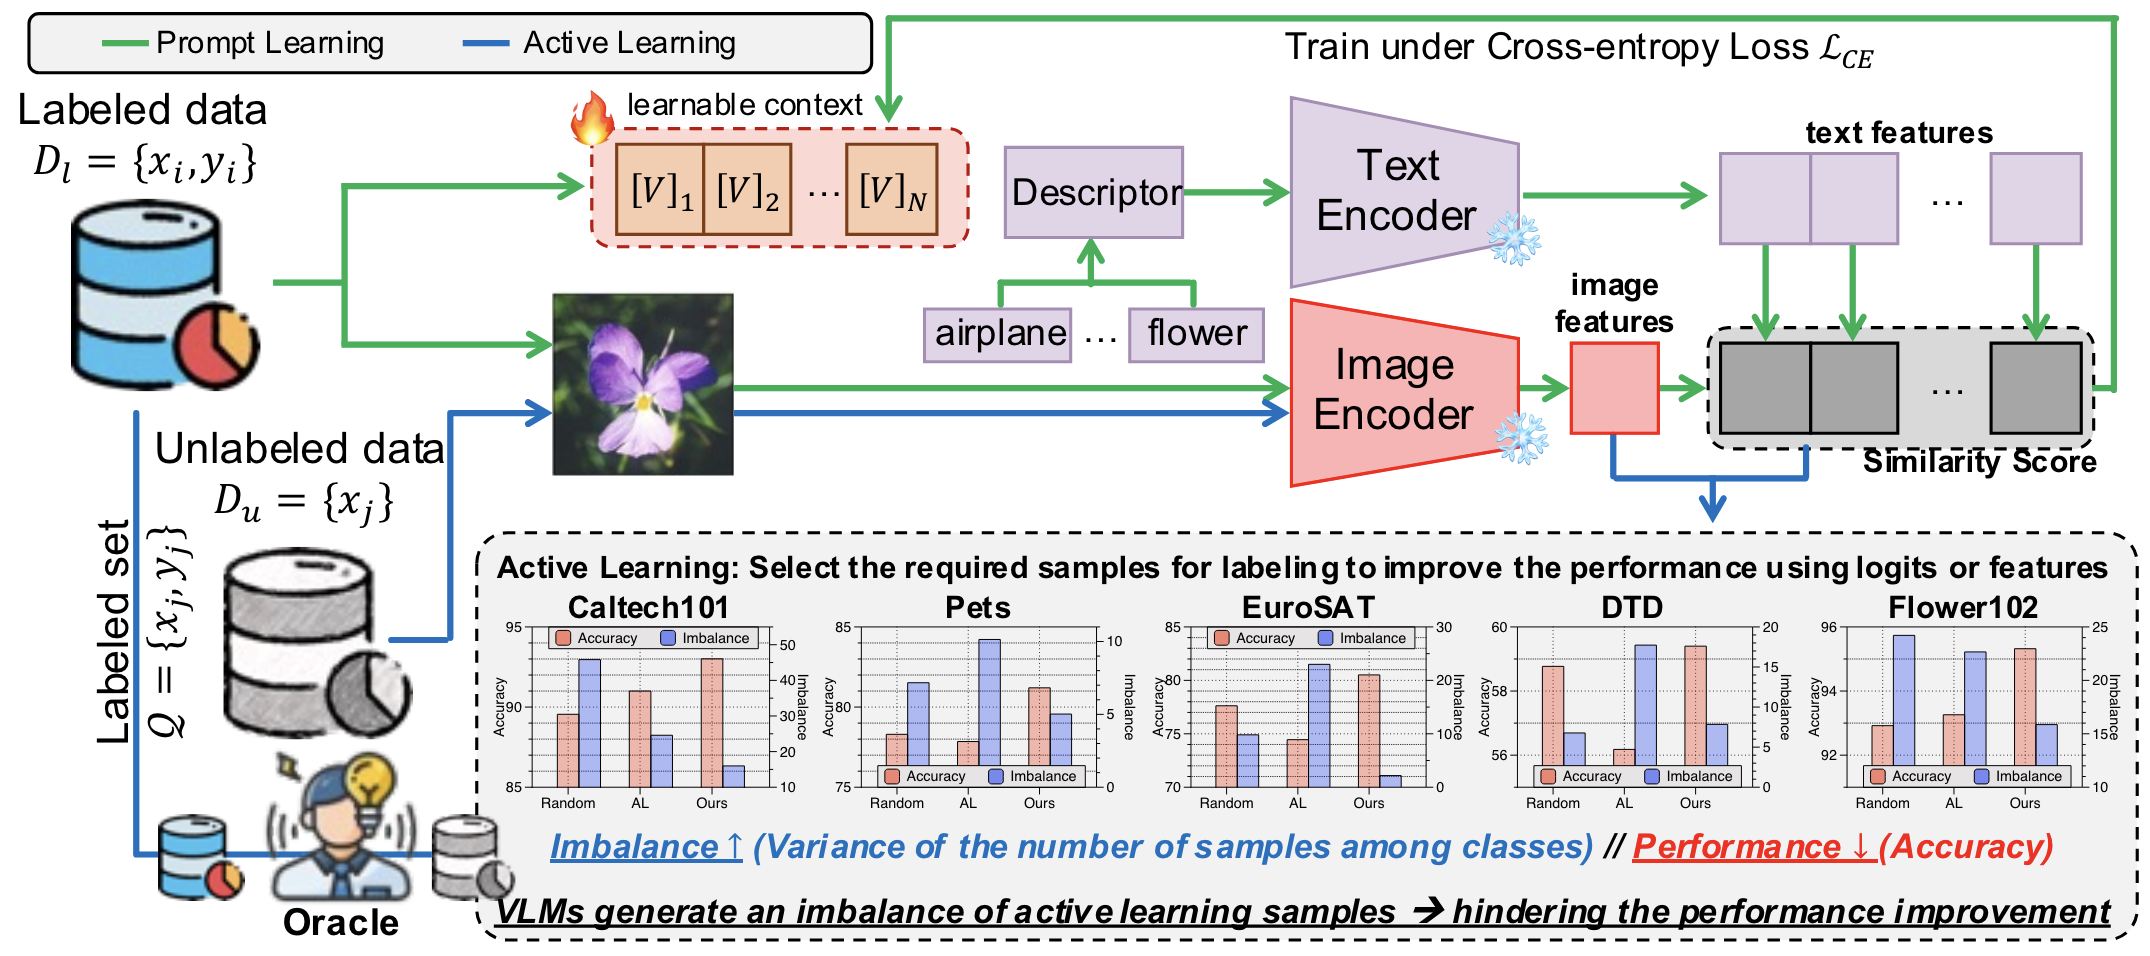 Prompt Learning
Active Learning
Train under Cross-entropy Loss ℒ_CE
Labeled data
D_l = {x_i, y_i}
learnable context
[V]_1 [V]_2 ... [V]_N
Descriptor
airplane ... flower
Text
Encoder
text features
...
Image
Encoder
image
features
...
Similarity Score
Unlabeled data
D_u = {x_j}
Labeled set
Q = {x_j, y_j}
Oracle
Active Learning: Select the required samples for labeling to improve the performance using logits or features
Caltech101
Accuracy
Imbalance
95
90
85
50
40
30
20
10
Accuracy
Imbalance
Random AL Ours
Pets
85
80
75
10
5
0
Accuracy
Imbalance
Accuracy Imbalance
Random AL Ours
EuroSAT
Accuracy Imbalance
85
80
75
70
30
20
10
0
Accuracy
Imbalance
Random AL Ours
DTD
60
58
56
20
15
10
5
0
Accuracy
Imbalance
Accuracy Imbalance
Random AL Ours
Flower102
96
94
92
25
20
15
10
Accuracy
Imbalance
Accuracy Imbalance
Random AL Ours
Imbalance ↑ (Variance of the number of samples among classes) // Performance ↓ (Accuracy)
VLMs generate an imbalance of active learning samples → hindering the performance improvement